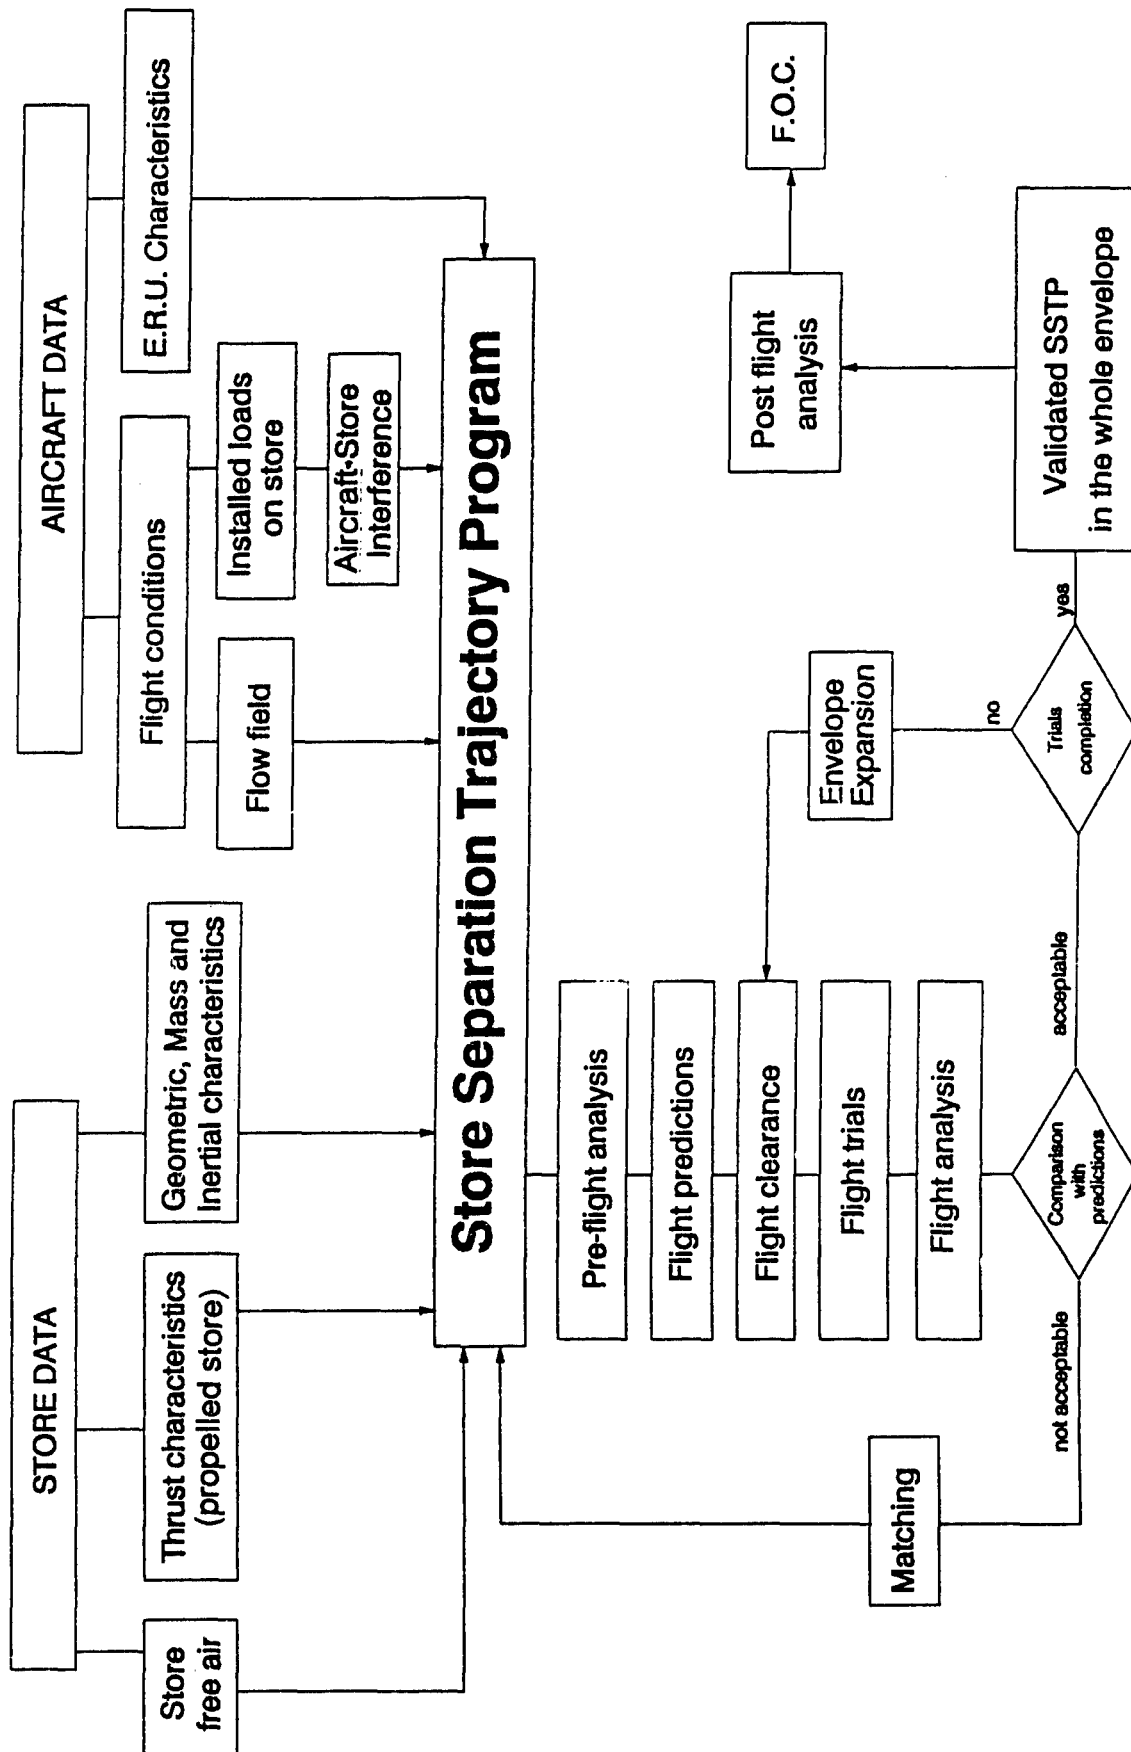 STORE DATA
AIRCRAFT DATA
Store
free air
Thrust characteristics
(propelled store)
Geometric, Mass and
Inertial characteristics
Flight conditions
E.R.U. Characteristics
Flow field
Installed loads
on store
Aircraft-Store
Interference
Store Separation Trajectory Program
Pre-flight analysis
Flight predictions
Flight clearance
Flight trials
Flight analysis
Matching
not acceptable
Comparison
with
predictions
acceptable
Envelope
Expansion
no
Trials
completion
yes
Validated SSTP
in the whole envelope
Post flight
analysis
F.O.C.